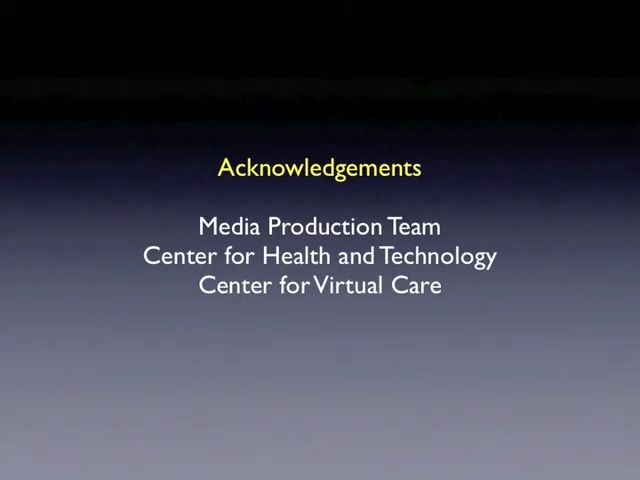 Acknowledgements
Media Production Team
Center for Health and Technology
Center for Virtual Care